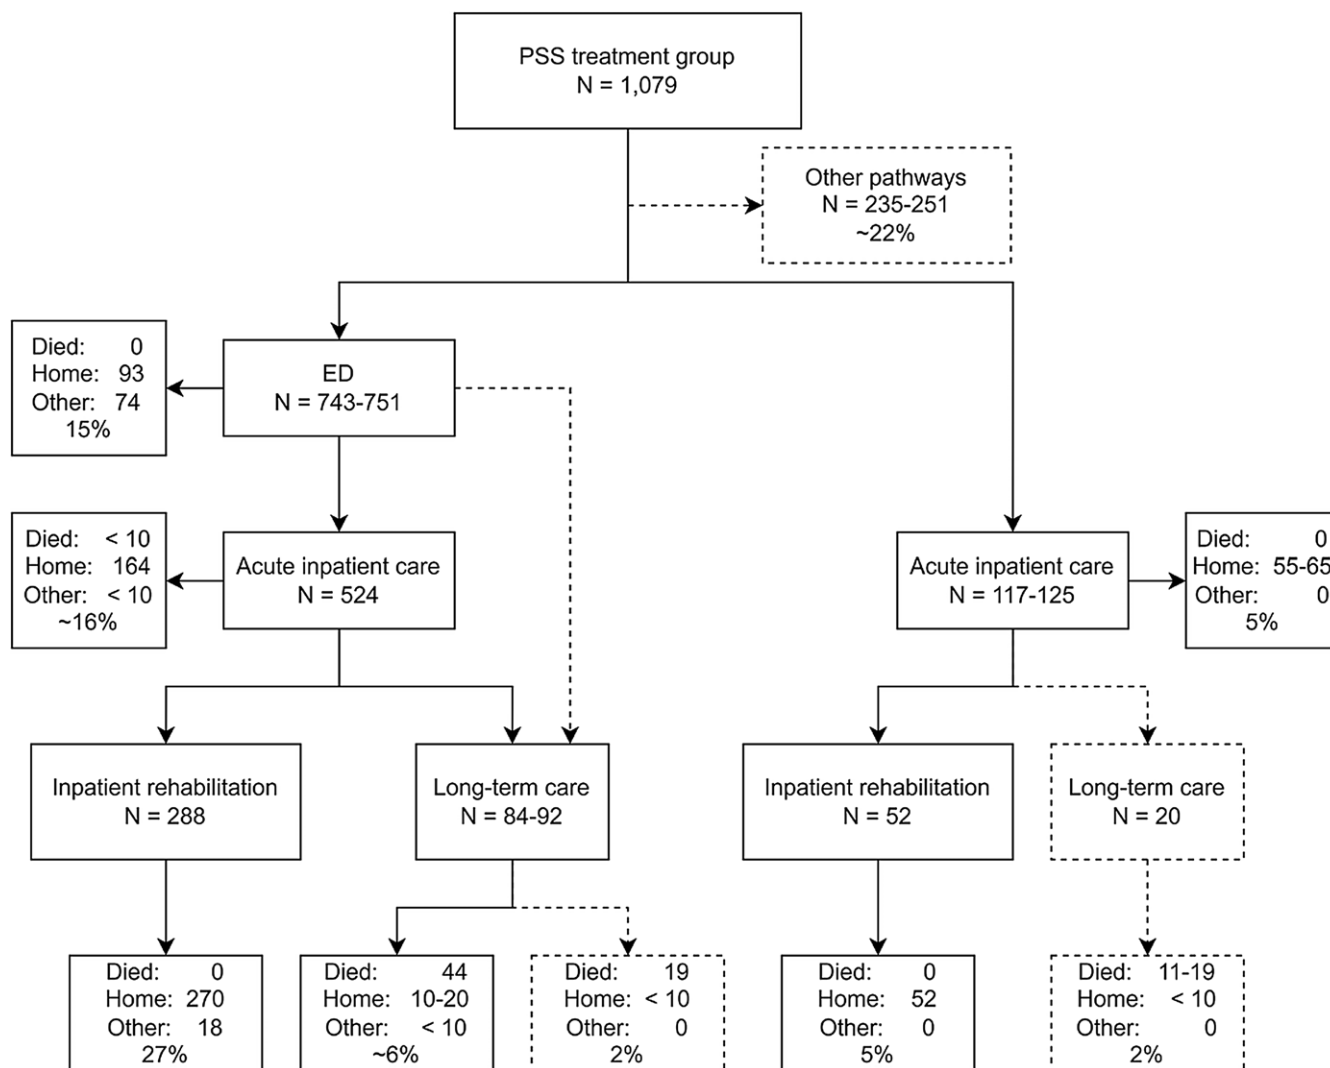 PSS treatment group
N = 1,079
Other pathways
N = 235-251
~22%
Died: 0
Home: 93
Other: 74
15%
ED
N = 743-751
Died: < 10
Home: 164
Other: < 10
~16%
Acute inpatient care
N = 524
Acute inpatient care
N = 117-125
Died: 0
Home: 55-65
Other: 0
5%
Inpatient rehabilitation
N = 288
Long-term care
N = 84-92
Inpatient rehabilitation
N = 52
Long-term care
N = 20
Died: 0
Home: 270
Other: 18
27%
Died: 44
Home: 10-20
Other: < 10
~6%
Died: 19
Home: < 10
Other: 0
2%
Died: 0
Home: 52
Other: 0
5%
Died: 11-19
Home: < 10
Other: 0
2%